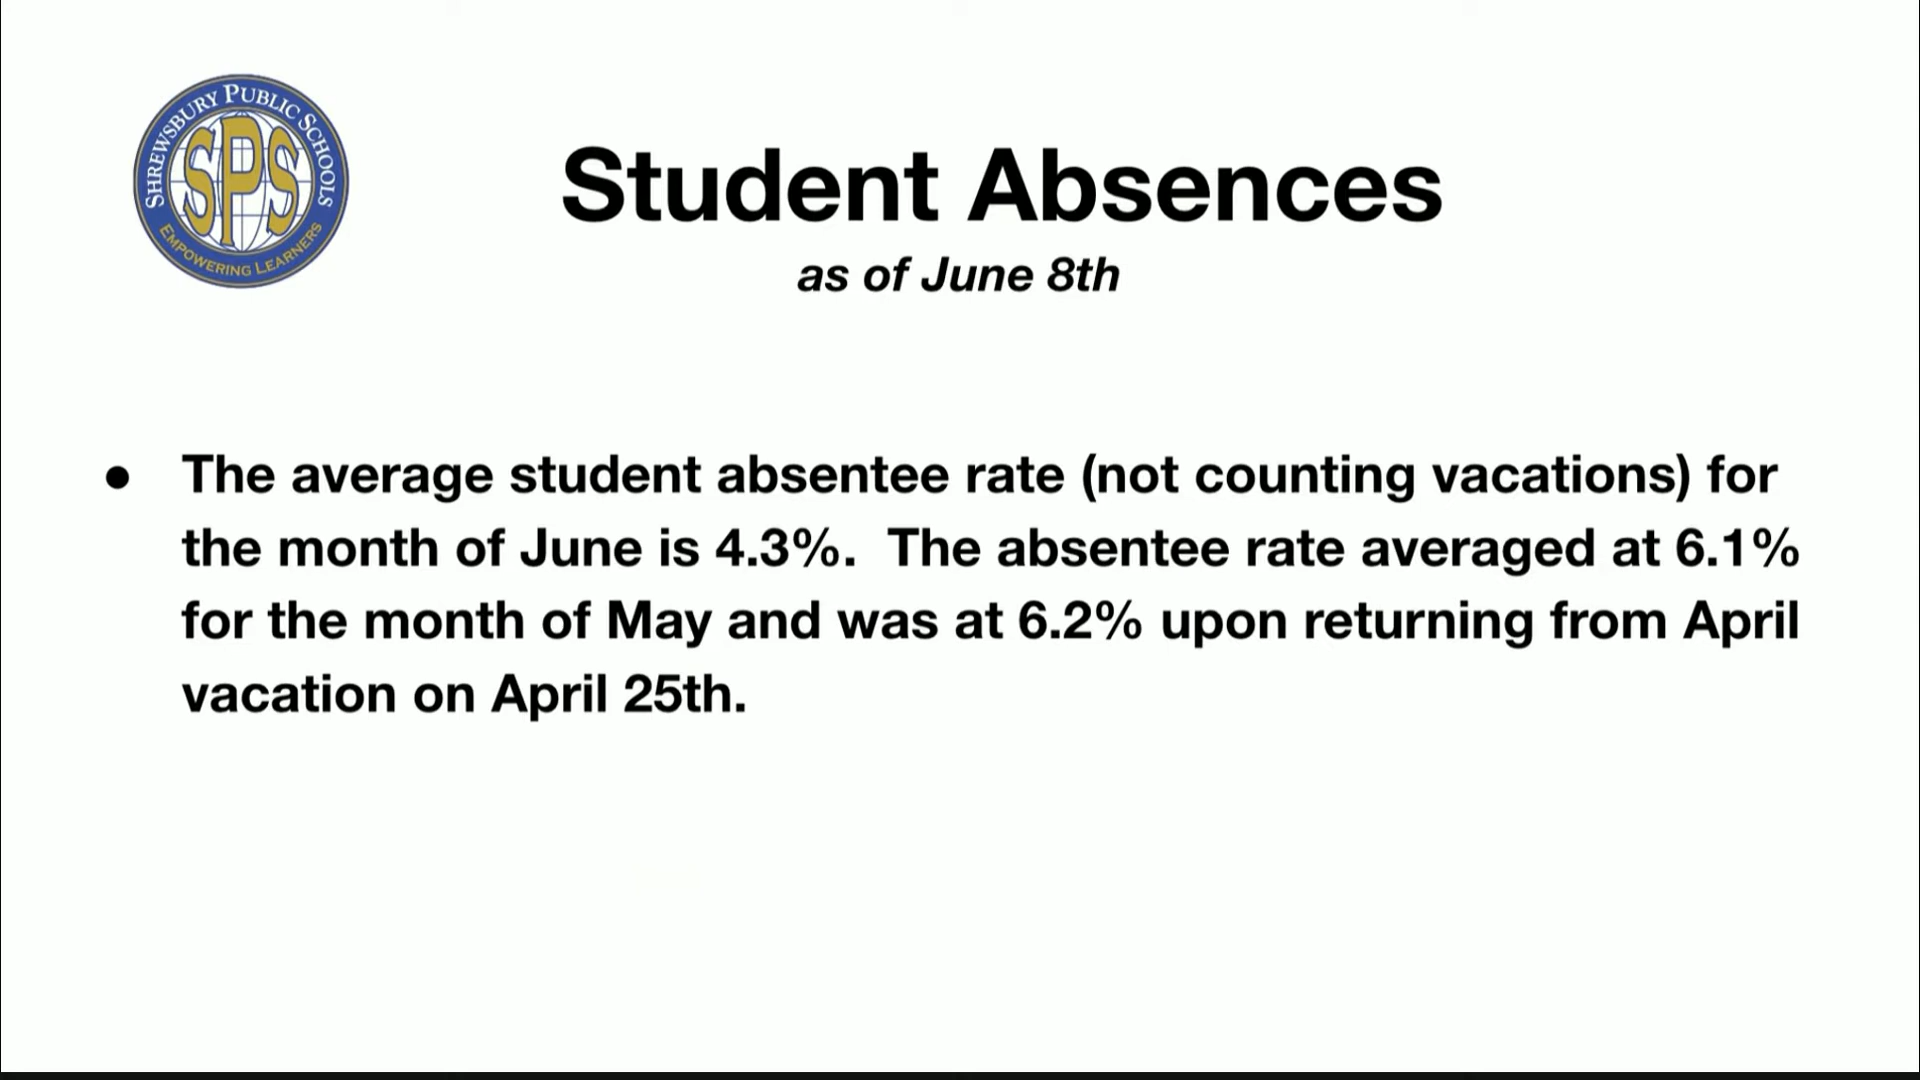 SHREWSBURY PUBLIC SCHOOLS
SPS
EMPOWERING LEARNERS
Student Absences
as of June 8th
● The average student absentee rate (not counting vacations) for
the month of June is 4.3%.  The absentee rate averaged at 6.1%
for the month of May and was at 6.2% upon returning from April
vacation on April 25th.